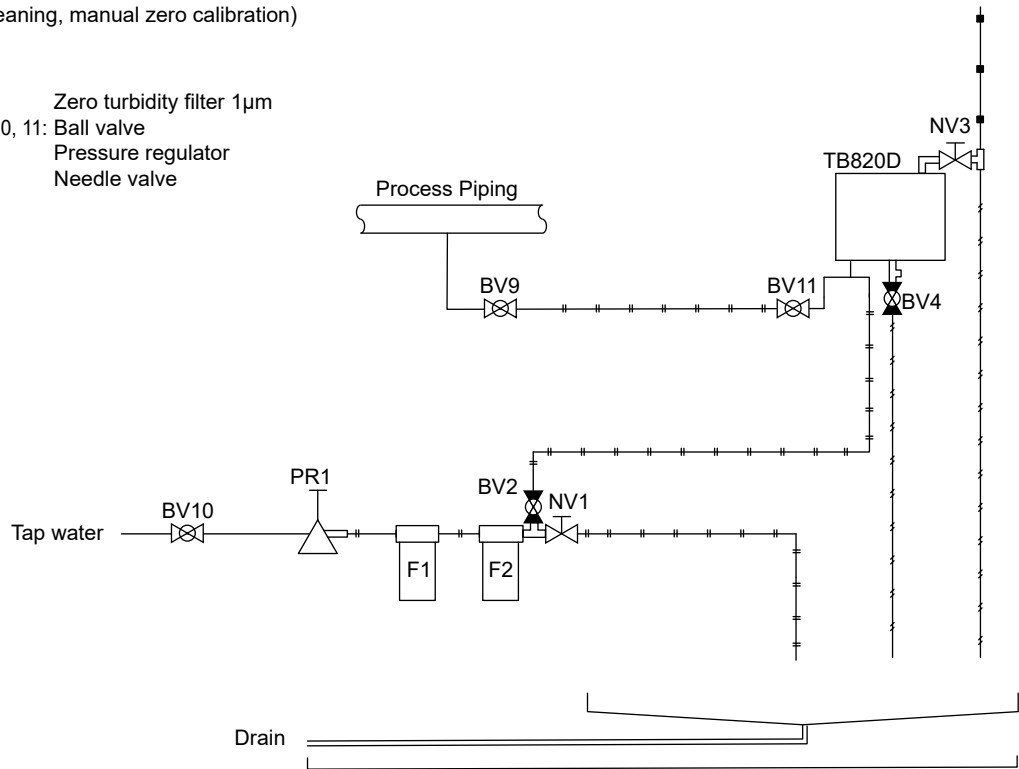 eaning, manual zero calibration)
Zero turbidity filter 1µm
0, 11: Ball valve
Pressure regulator
Needle valve
NV3
TB820D
Process Piping
BV9
BV11
BV4
PR1
BV2
NV1
BV10
Tap water
F1
F2
Drain